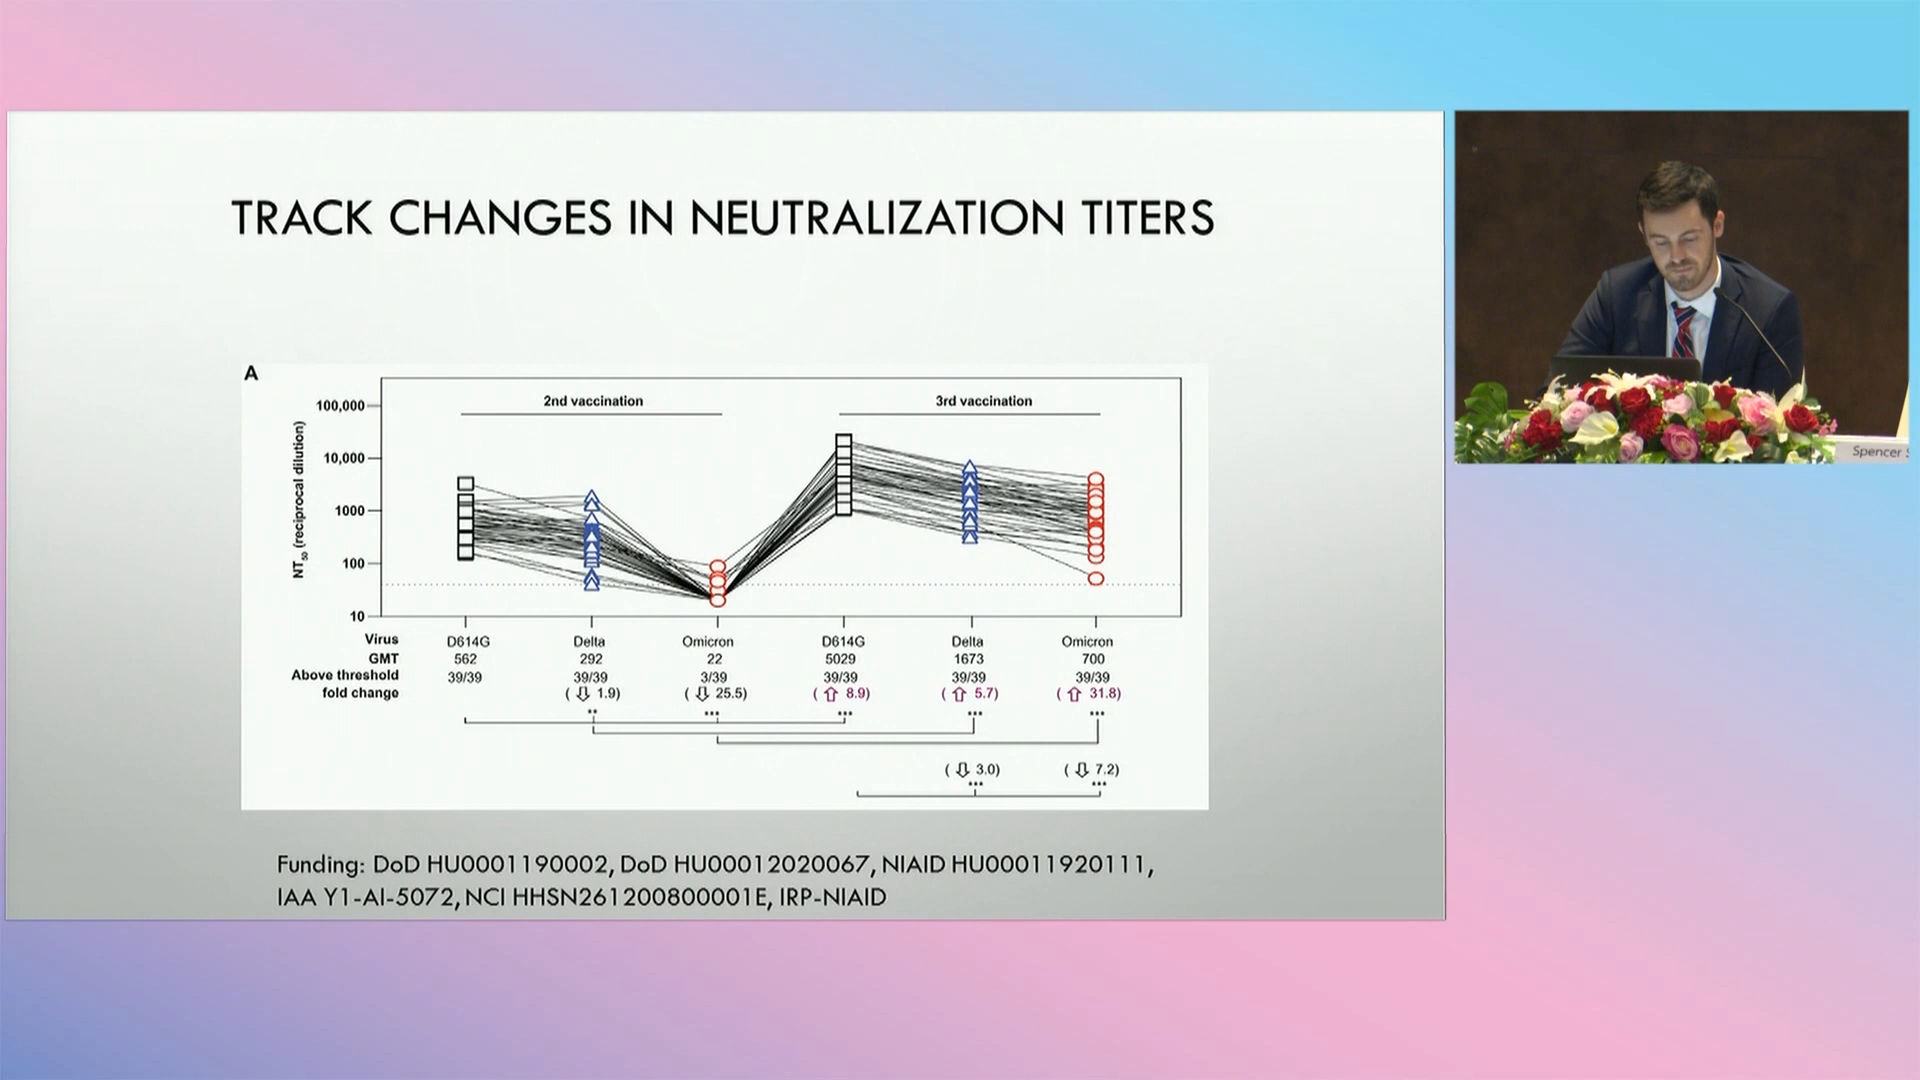 TRACK CHANGES IN NEUTRALIZATION TITERS
A
2nd vaccination
3rd vaccination
100,000
10,000
1000
100
10
NT50 (reciprocal dilution)
Virus D614G Delta Omicron D614G Delta Omicron
GMT 562 292 22 5029 1673 700
Above threshold 39/39 39/39 3/39 39/39 39/39 39/39
fold change (⇩ 1.9) (⇩ 25.5) (⇧ 8.9) (⇧ 5.7) (⇧ 31.8)
** *** *** *** ***
(⇩ 3.0) (⇩ 7.2)
*** ***
Funding: DoD HU0001190002, DoD HU00012020067, NIAID HU00011920111,
IAA Y1-AI-5072, NCI HHSN261200800001E, IRP-NIAID
Spencer